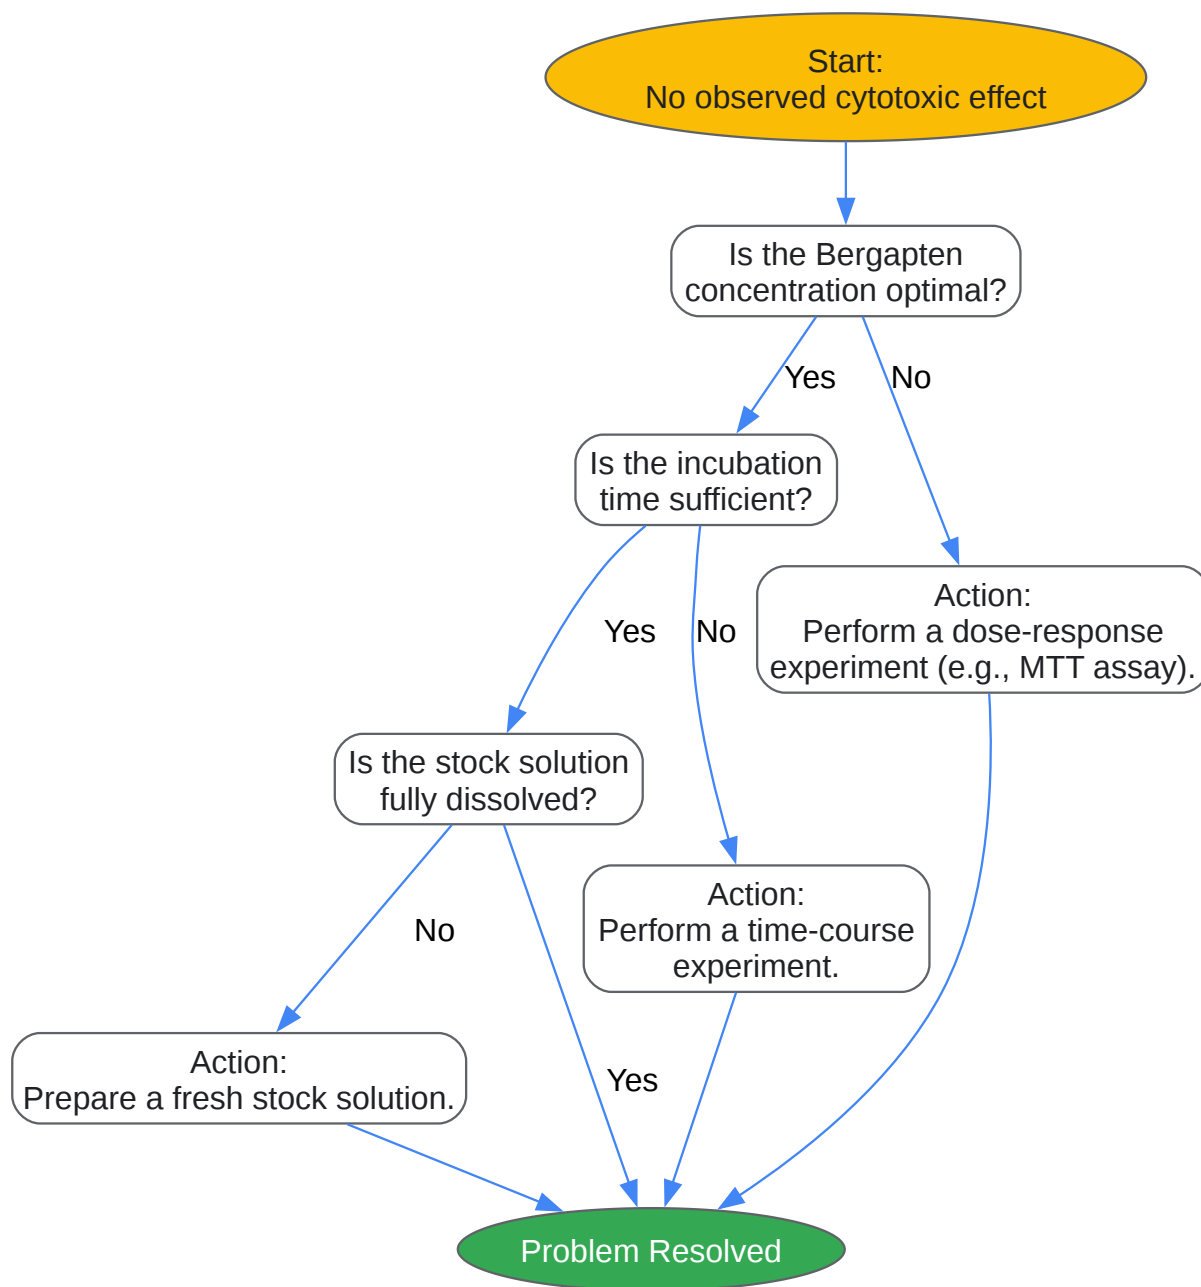 Start:
No observed cytotoxic effect
Is the Bergapten
concentration optimal?
Yes
No
Is the incubation
time sufficient?
Action:
Perform a dose-response
experiment (e.g., MTT assay).
Yes
No
Is the stock solution
fully dissolved?
Action:
Perform a time-course
experiment.
No
Action:
Prepare a fresh stock solution.
Yes
Problem Resolved